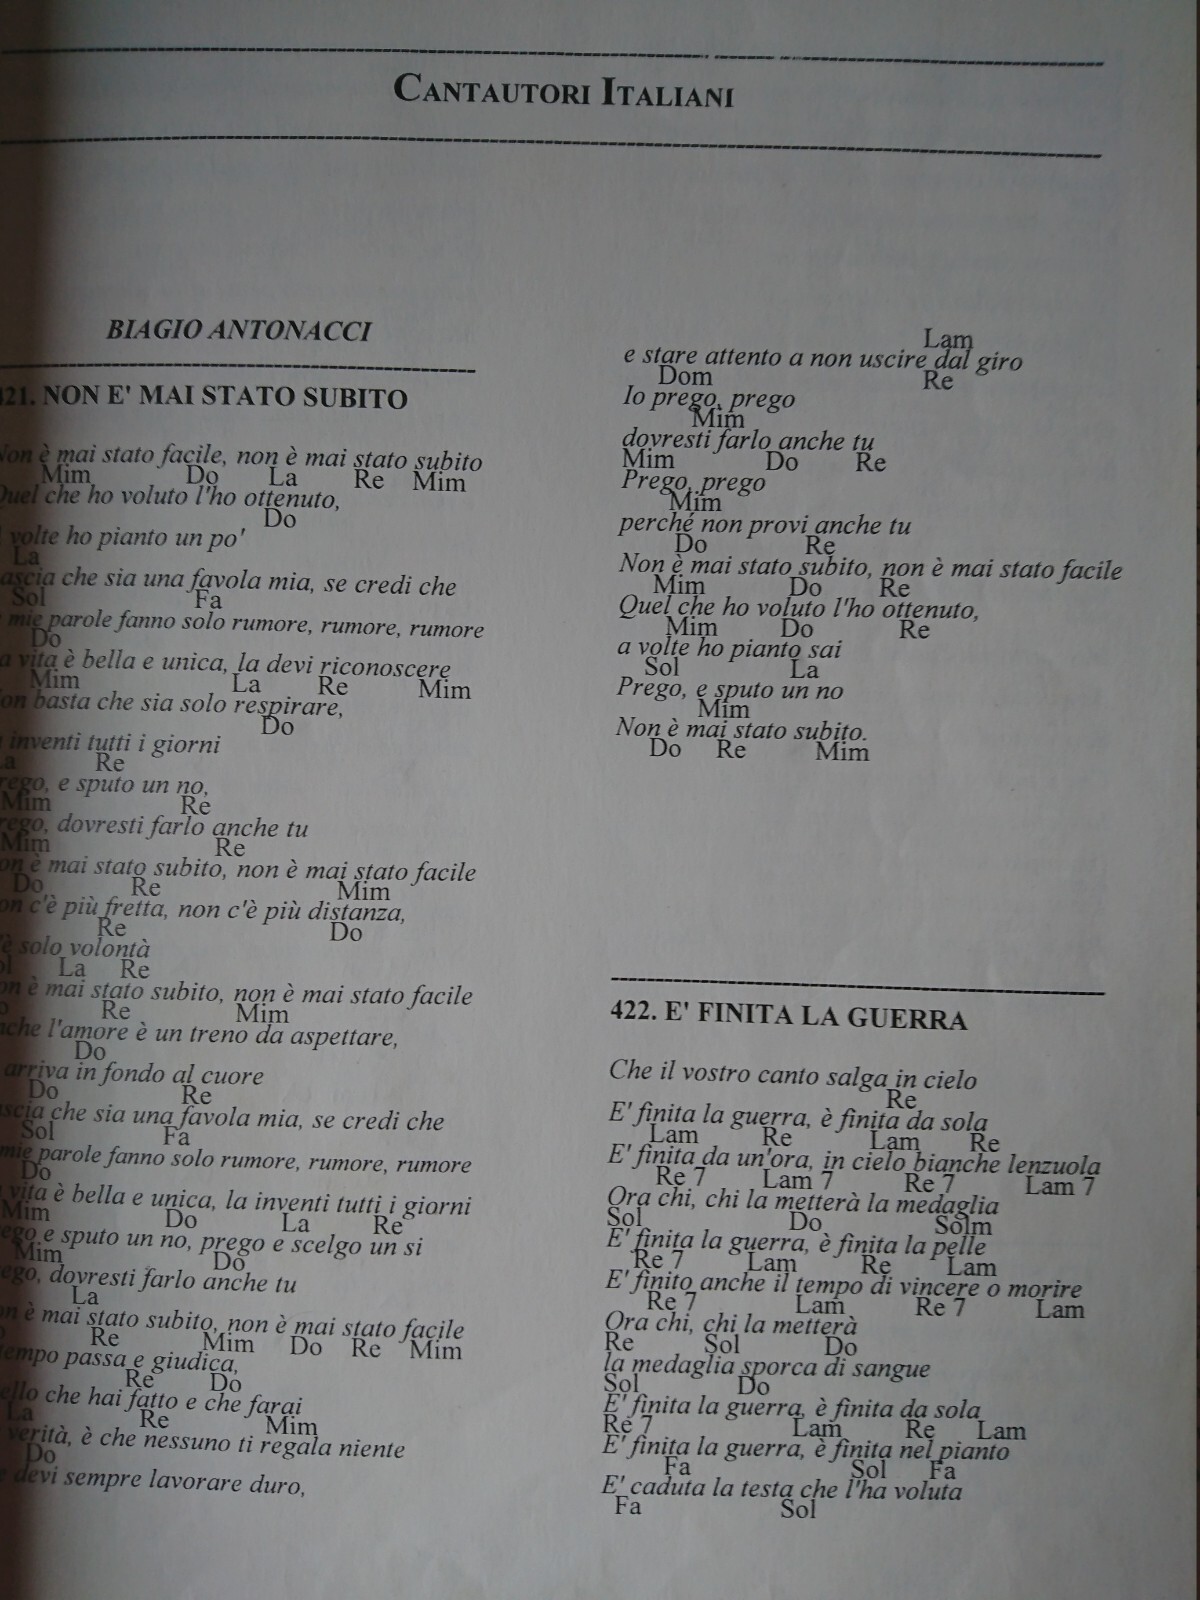 CANTAUTORI ITALIANI
BIAGIO ANTONACCI
NON E' MAI STATO SUBITO
è mai stato facile, non è mai stato subito
Mim Do La Re Mim
Quel che ho voluto l'ho ottenuto,
Do
volte ho pianto un po'
La
che sia una favola mia, se credi che
Sol Fa
mie parole fanno solo rumore, rumore, rumore
Do
vita è bella e unica, la devi riconoscere
Mim La Re Mim
basta che sia solo respirare,
Do
inventi tutti i giorni
Re
e sputo un no,
Mim Re
dovresti farlo anche tu
Mim Re
è mai stato subito, non è mai stato facile
Do Re Mim
c'è più fretta, non c'è più distanza,
Re Do
solo volontà
La Re
è mai stato subito, non è mai stato facile
Re Mim
l'amore è un treno da aspettare,
Do
arriva in fondo al cuore
Do Re
che sia una favola mia, se credi che
Sol Fa
mie parole fanno solo rumore, rumore, rumore
Do
vita è bella e unica, la inventi tutti i giorni
Mim Do La Re
e sputo un no, prego e scelgo un si
Mim Do
dovresti farlo anche tu
La
è mai stato subito, non è mai stato facile
Re Mim Do Re Mim
passa e giudica,
Re Do
che hai fatto e che farai
La Re Mim
verità, è che nessuno ti regala niente
Do
devi sempre lavorare duro,
Lam
e stare attento a non uscire dal giro
Dom Re
Io prego, prego
Mim
dovresti farlo anche tu
Mim Do Re
Prego, prego
Mim
perché non provi anche tu
Do Re
Non è mai stato subito, non è mai stato facile
Mim Do Re
Quel che ho voluto l'ho ottenuto,
Mim Do Re
a volte ho pianto sai
Sol La
Prego, e sputo un no
Mim
Non è mai stato subito.
Do Re Mim
422. E' FINITA LA GUERRA
Che il vostro canto salga in cielo
Re
E' finita la guerra, è finita da sola
Lam Re Lam Re
E' finita da un'ora, in cielo bianche lenzuola
Re 7 Lam 7 Re 7 Lam 7
Ora chi, chi la metterà la medaglia
Sol Do Solm
E' finita la guerra, è finita la pelle
Re 7 Lam Re Lam
E' finito anche il tempo di vincere o morire
Re 7 Lam Re 7 Lam
Ora chi, chi la metterà
Re Sol Do
la medaglia sporca di sangue
Sol Do
E' finita la guerra, è finita da sola
Re 7 Lam Re Lam
E' finita la guerra, è finita nel pianto
Fa Sol Fa
E' caduta la testa che l'ha voluta
Fa Sol